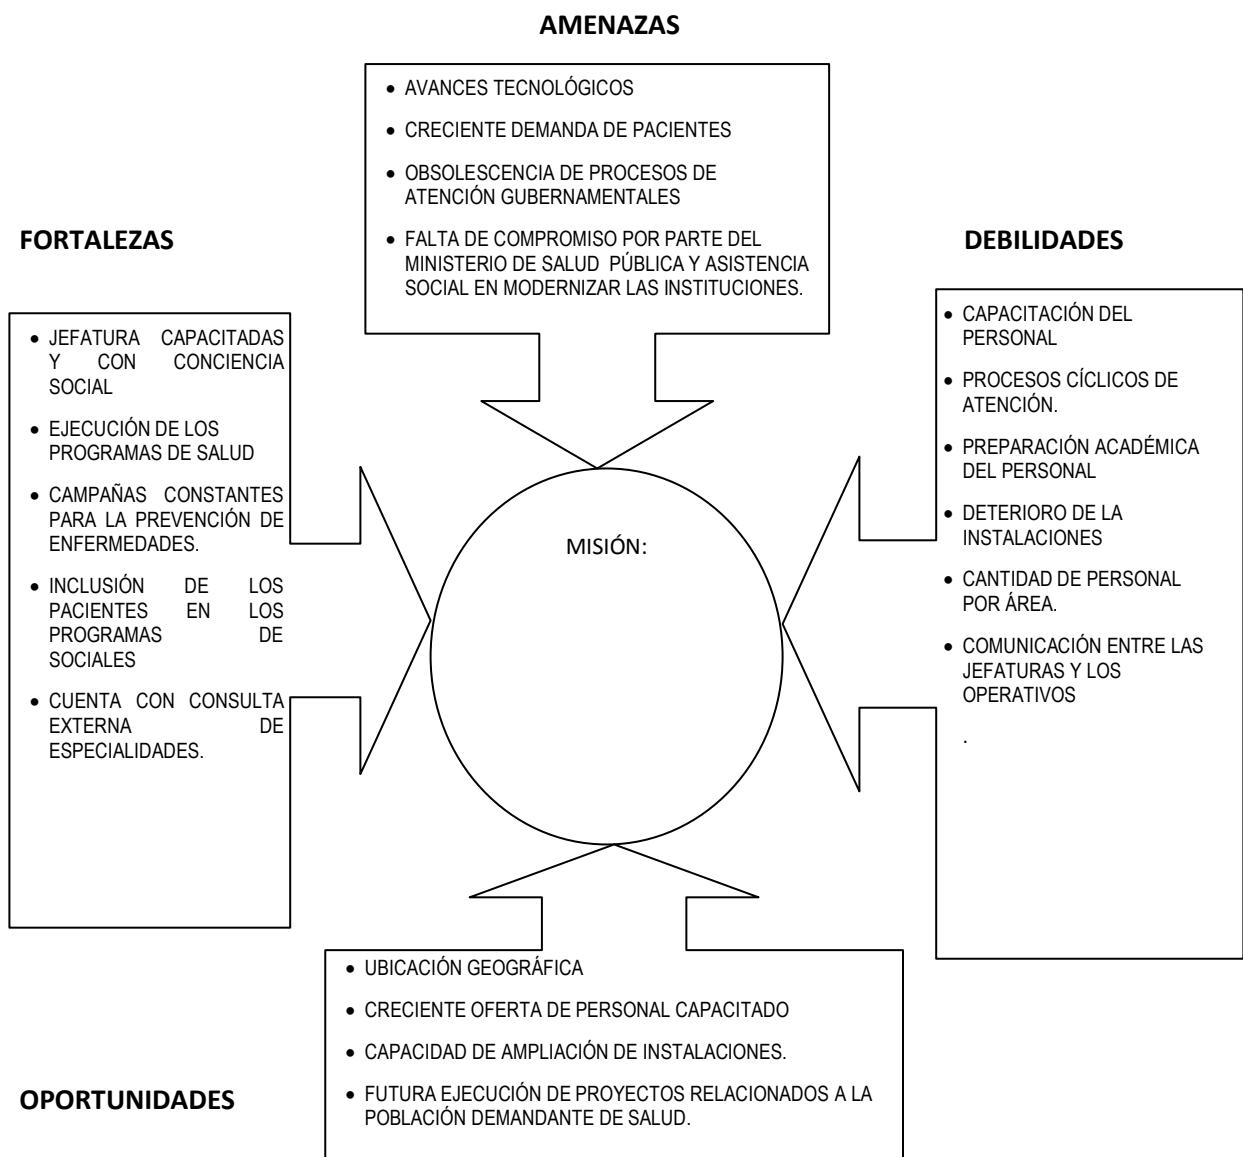 AMENAZAS
• AVANCES TECNOLÓGICOS
• CRECIENTE DEMANDA DE PACIENTES
• OBSOLESCENCIA DE PROCESOS DE
ATENCIÓN GUBERNAMENTALES
• FALTA DE COMPROMISO POR PARTE DEL
MINISTERIO DE SALUD PÚBLICA Y ASISTENCIA
SOCIAL EN MODERNIZAR LAS INSTITUCIONES.
FORTALEZAS
• JEFATURA CAPACITADAS
Y CON CONCIENCIA
SOCIAL
• EJECUCIÓN DE LOS
PROGRAMAS DE SALUD
• CAMPAÑAS CONSTANTES
PARA LA PREVENCIÓN DE
ENFERMEDADES.
• INCLUSIÓN DE LOS
PACIENTES EN LOS
PROGRAMAS DE
SOCIALES
• CUENTA CON CONSULTA
EXTERNA DE
ESPECIALIDADES.
MISIÓN:
DEBILIDADES
• CAPACITACIÓN DEL
PERSONAL
• PROCESOS CÍCLICOS DE
ATENCIÓN.
• PREPARACIÓN ACADÉMICA
DEL PERSONAL
• DETERIORO DE LA
INSTALACIONES
• CANTIDAD DE PERSONAL
POR ÁREA.
• COMUNICACIÓN ENTRE LAS
JEFATURAS Y LOS
OPERATIVOS
.
OPORTUNIDADES
• UBICACIÓN GEOGRÁFICA
• CRECIENTE OFERTA DE PERSONAL CAPACITADO
• CAPACIDAD DE AMPLIACIÓN DE INSTALACIONES.
• FUTURA EJECUCIÓN DE PROYECTOS RELACIONADOS A LA
POBLACIÓN DEMANDANTE DE SALUD.